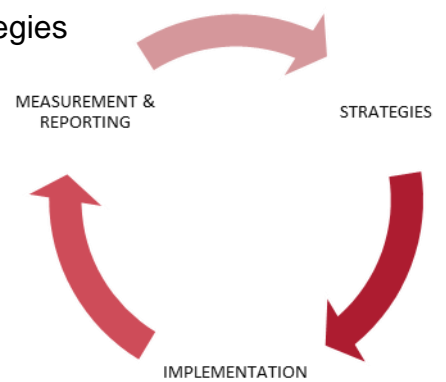 egies
MEASUREMENT &
REPORTING
STRATEGIES
IMPLEMENTATION